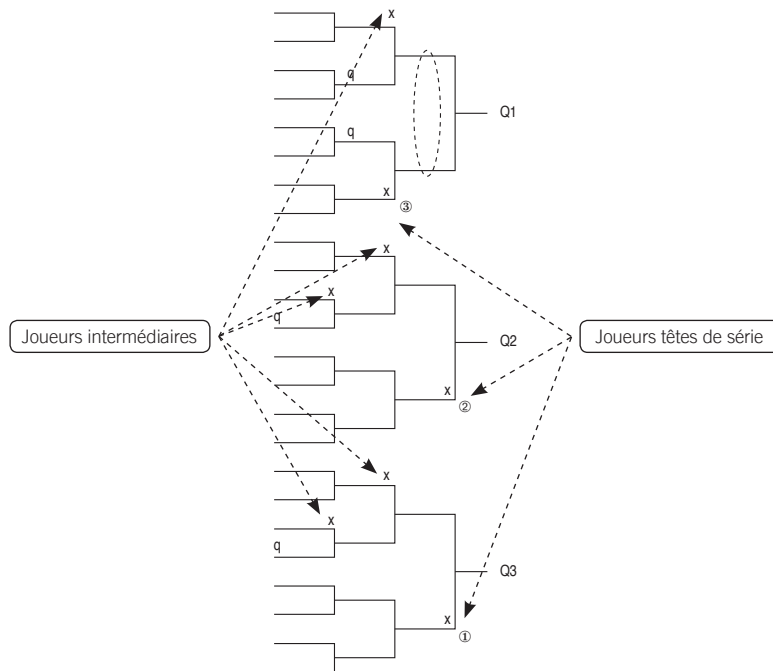 x
q
Q1
q
x
③
x
x
Joueurs intermédiaires
q
Q2
Joueurs têtes de série
x
②
x
x
q
Q3
x
①